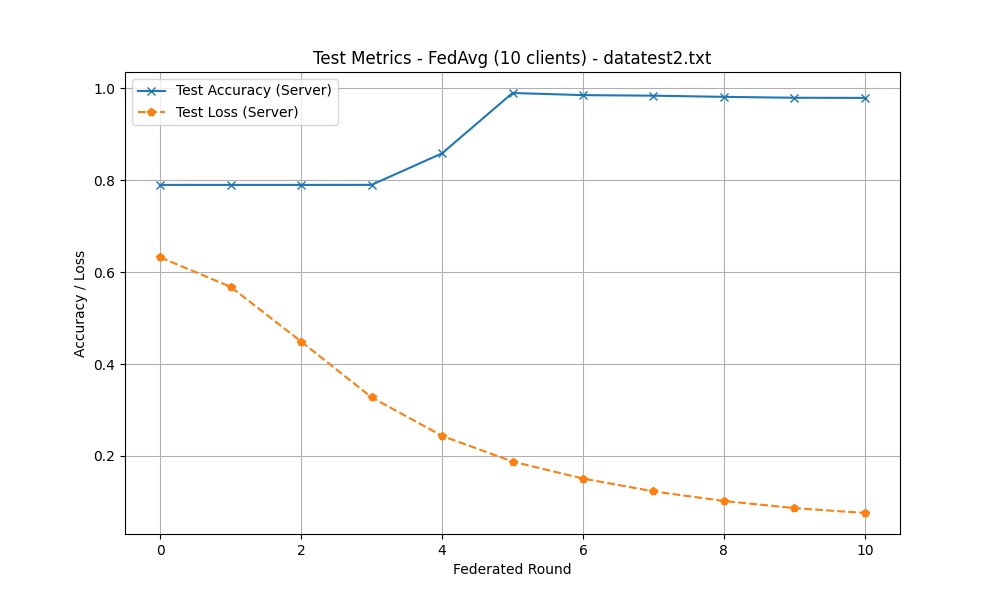 Test Metrics - FedAvg (10 clients) - datatest2.txt
Test Accuracy (Server)
Test Loss (Server)
Accuracy / Loss
1.0
0.8
0.6
0.4
0.2
0 2 4 6 8 10
Federated Round